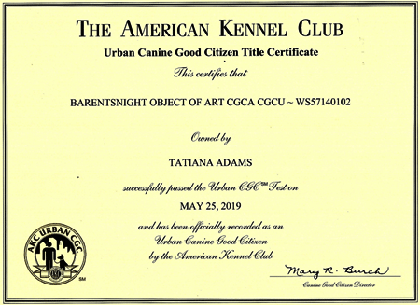 THE AMERICAN KENNEL CLUB
Urban Canine Good Citizen Title Certificate
This certifies that
BARENTSNIGHT OBJECT OF ART CGCA CGCU ~ WS57140102
Owned by
TATIANA ADAMS
successfully passed the Urban CGC™ Test on
MAY 25, 2019
and has been officially recorded as an
Urban Canine Good Citizen
by the American Kennel Club
AKC URBAN CGC
SM
Mary R. Burch
Canine Good Citizen Director